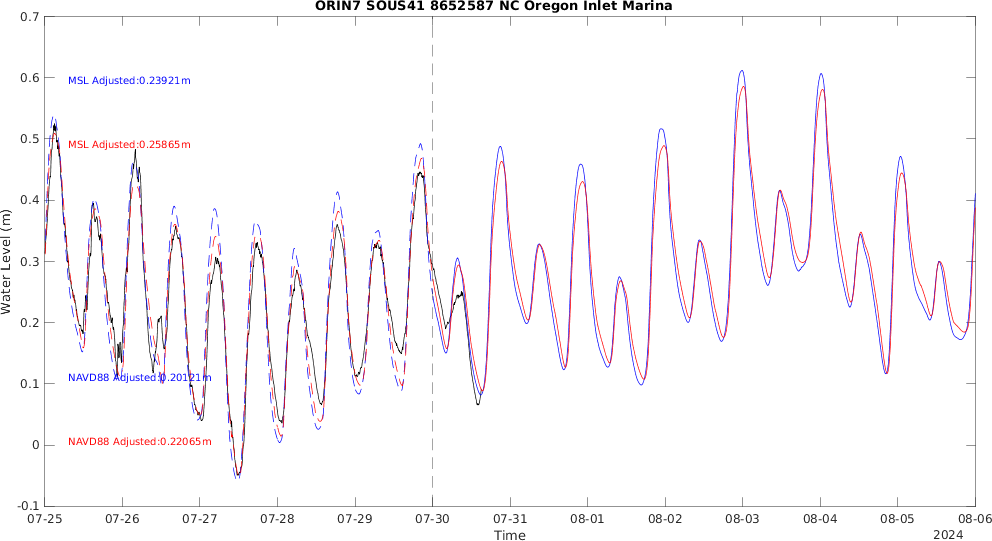 ORIN7 SOUS41 8652587 NC Oregon Inlet Marina
0.7
0.6
0.5
0.4
0.3
0.2
0.1
0
-0.1
Water Level (m)
MSL Adjusted:0.23921m
MSL Adjusted:0.25865m
NAVD88 Adjusted:0.20121m
NAVD88 Adjusted:0.22065m
07-25 07-26 07-27 07-28 07-29 07-30 07-31 08-01 08-02 08-03 08-04 08-05 08-06
Time
2024